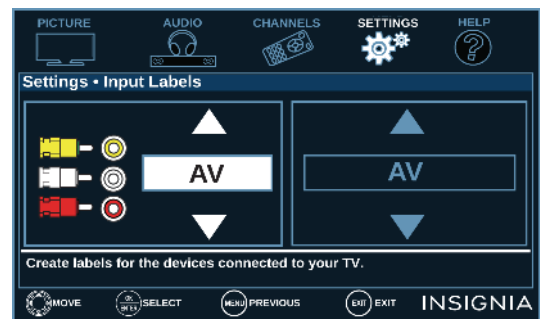 PICTURE AUDIO CHANNELS SETTINGS HELP
Settings • Input Labels
AV AV
Create labels for the devices connected to your TV.
MOVE OK ENTER SELECT MENU PREVIOUS EXIT EXIT INSIGNIA